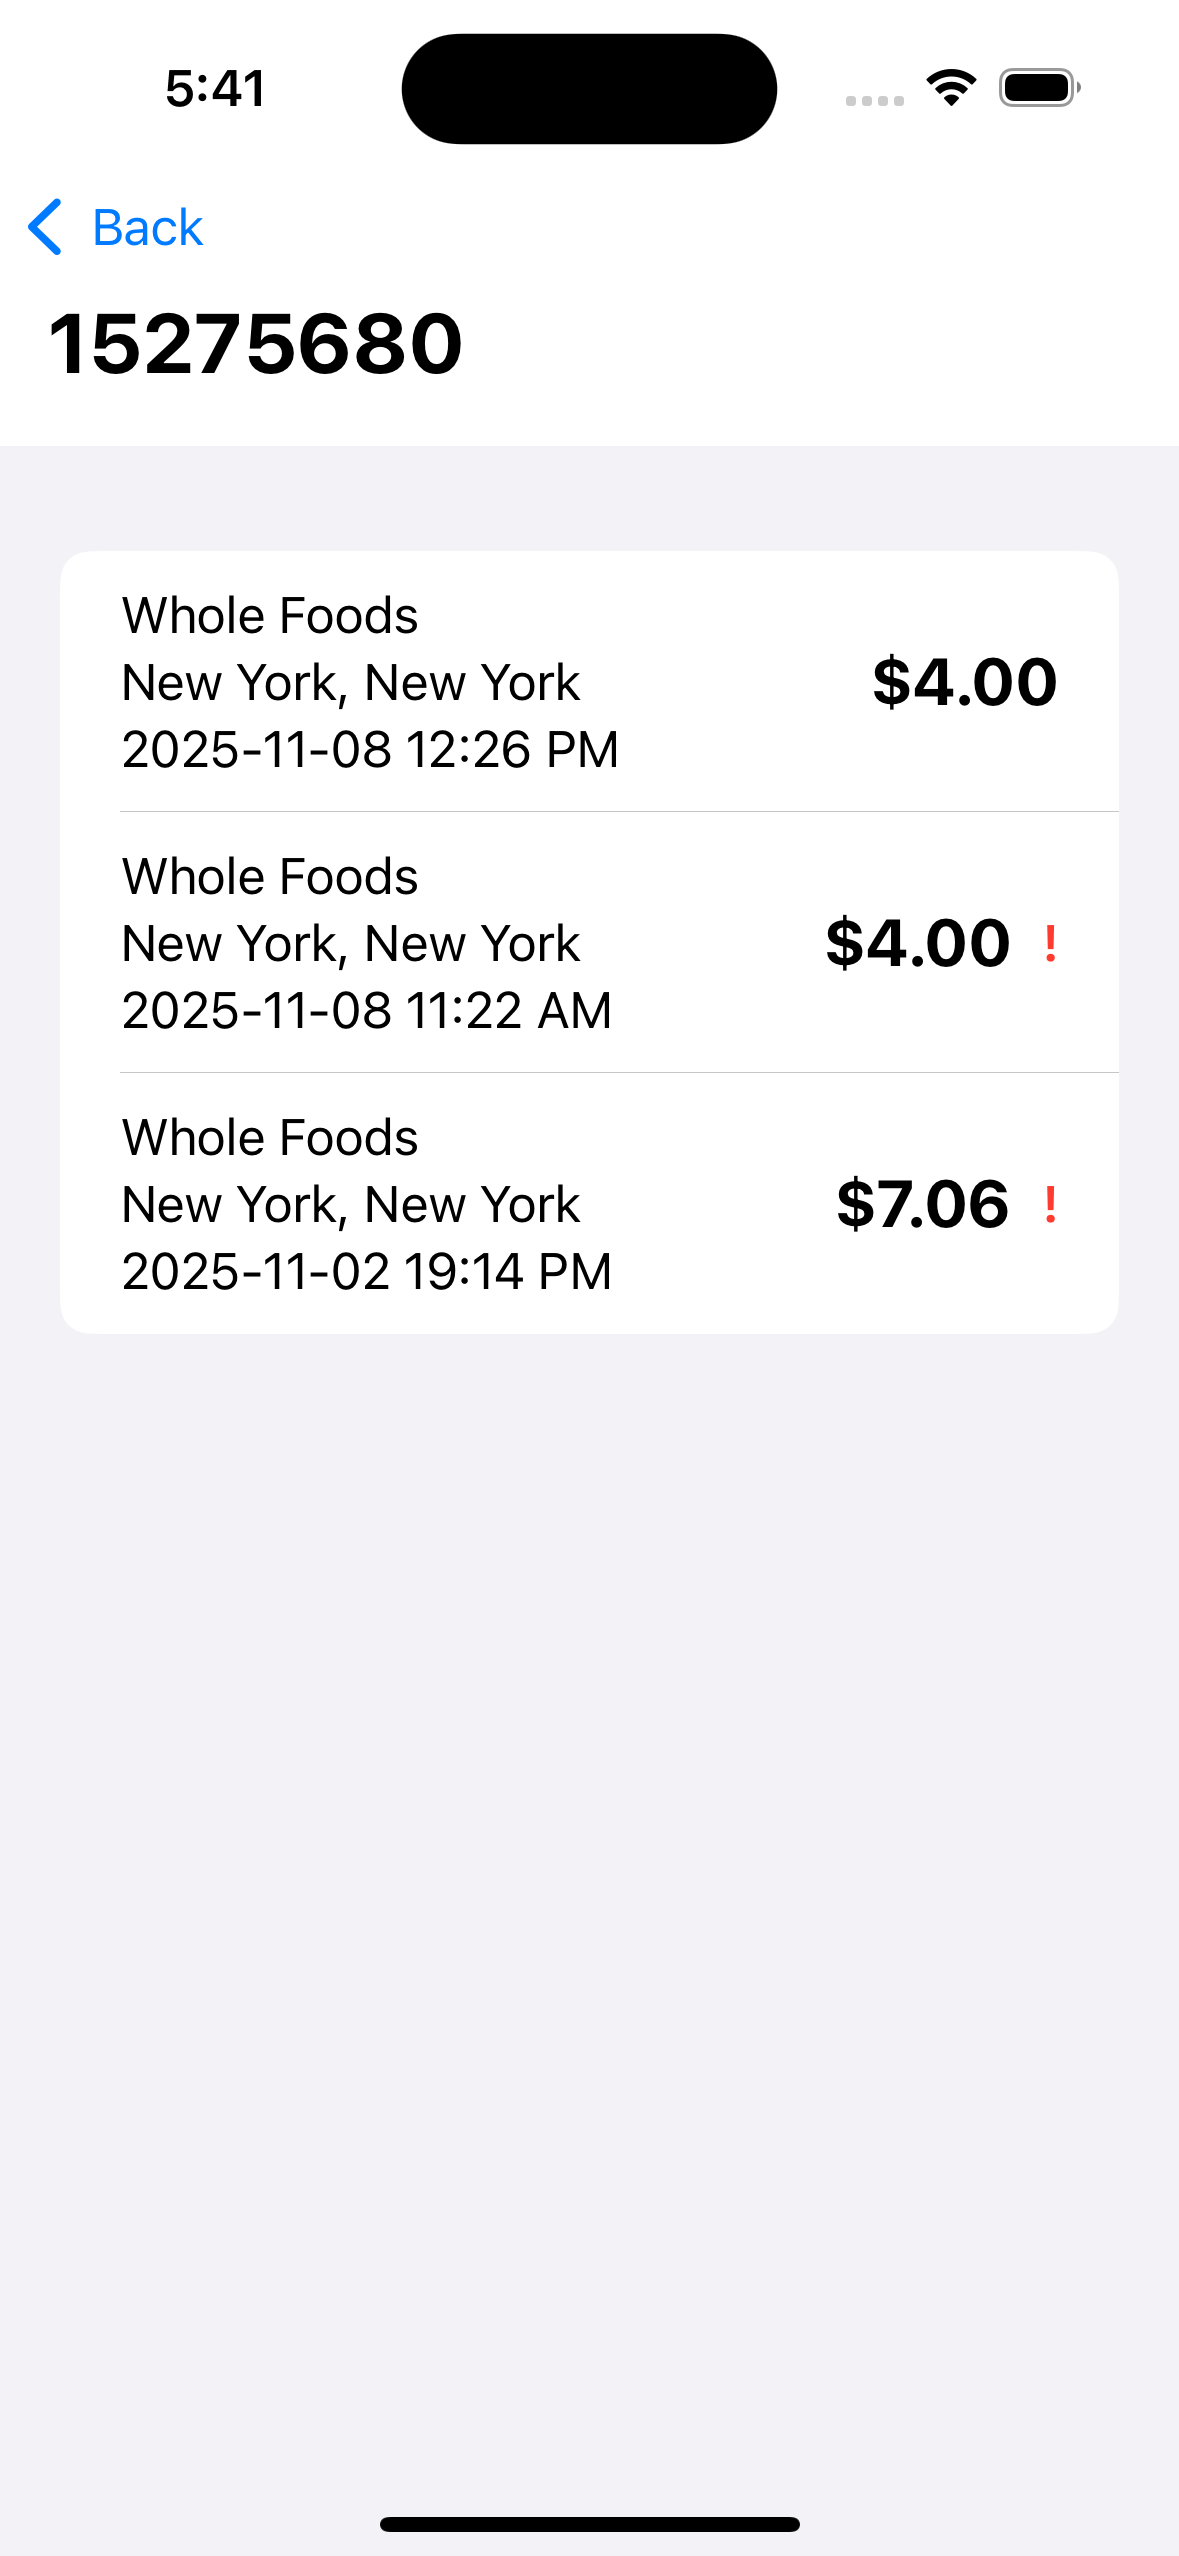 5:41
Back
15275680
Whole Foods
New York, New York
2025-11-08 12:26 PM
$4.00
Whole Foods
New York, New York
2025-11-08 11:22 AM
$4.00 !
Whole Foods
New York, New York
2025-11-02 19:14 PM
$7.06 !